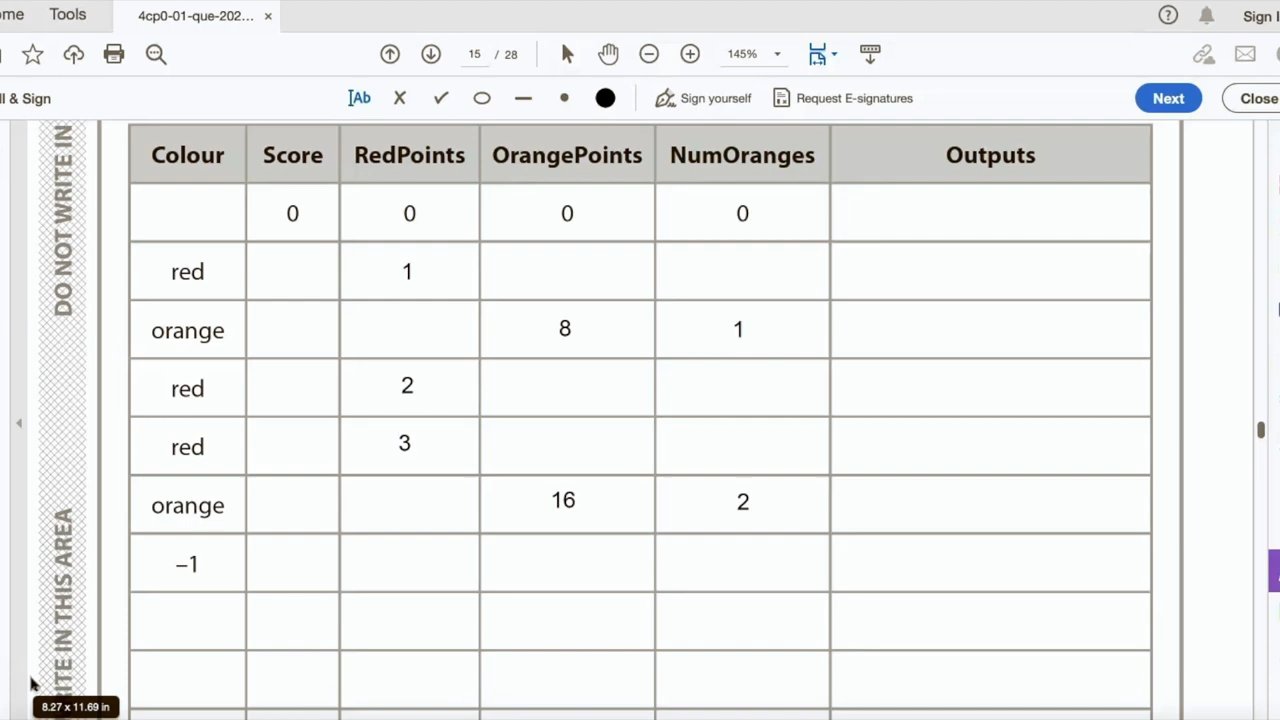 ome Tools 4cp0-01-que-202... × Sign I
15 / 28 145%
ll & Sign Ab Sign yourself Request E-signatures Next Close
DO NOT WRITE IN
ITE IN THIS AREA
Colour Score RedPoints OrangePoints NumOranges Outputs
0 0 0 0
red 1
orange 8 1
red 2
red 3
orange 16 2
–1
8.27 x 11.69 in